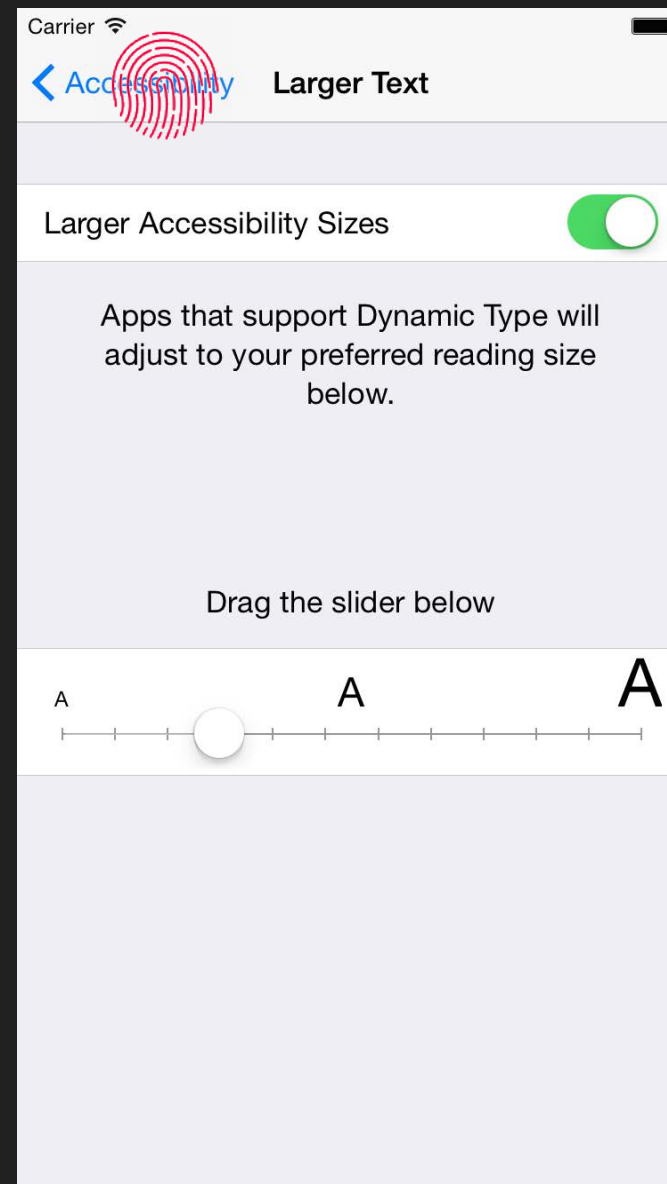 Carrier
Accessibility Larger Text
Larger Accessibility Sizes
Apps that support Dynamic Type will
adjust to your preferred reading size
below.
Drag the slider below
A A A